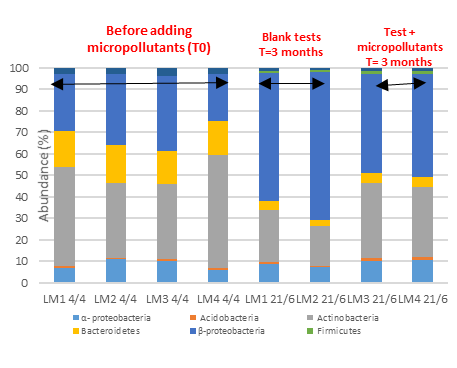 Before adding
micropollutants (T0)
Blank tests
T=3 months
Test +
micropollutants
T= 3 months
Abundance (%)
100
90
80
70
60
50
40
30
20
10
0
LM1 4/4 LM2 4/4 LM3 4/4 LM4 4/4 LM1 21/6 LM2 21/6 LM3 21/6 LM4 21/6
α- proteobacteria Acidobacteria Actinobacteria
Bacteroidetes β-proteobacteria Firmicutes